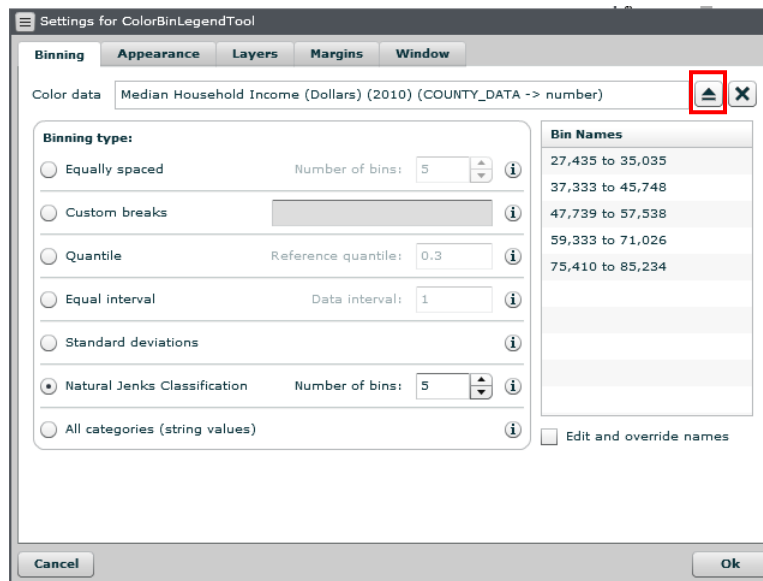 Settings for ColorBinLegendTool
Binning Appearance Layers Margins Window
Color data Median Household Income (Dollars) (2010) (COUNTY_DATA -> number)
Binning type:
Equally spaced Number of bins: 5
Custom breaks
Quantile Reference quantile: 0.3
Equal interval Data interval: 1
Standard deviations
Natural Jenks Classification Number of bins: 5
All categories (string values)
Bin Names
27,435 to 35,035
37,333 to 45,748
47,739 to 57,538
59,333 to 71,026
75,410 to 85,234
Edit and override names
Cancel Ok